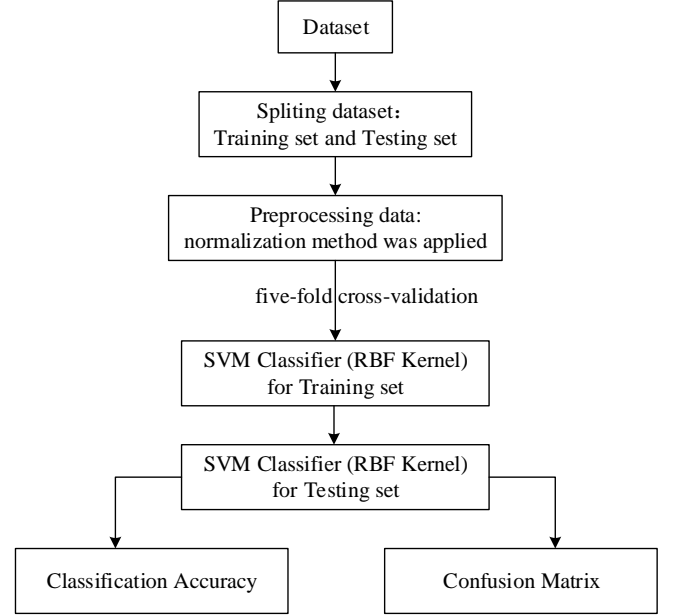 Dataset
Spliting dataset：
Training set and Testing set
Preprocessing data:
normalization method was applied
five-fold cross-validation
SVM Classifier (RBF Kernel)
for Training set
SVM Classifier (RBF Kernel)
for Testing set
Classification Accuracy
Confusion Matrix